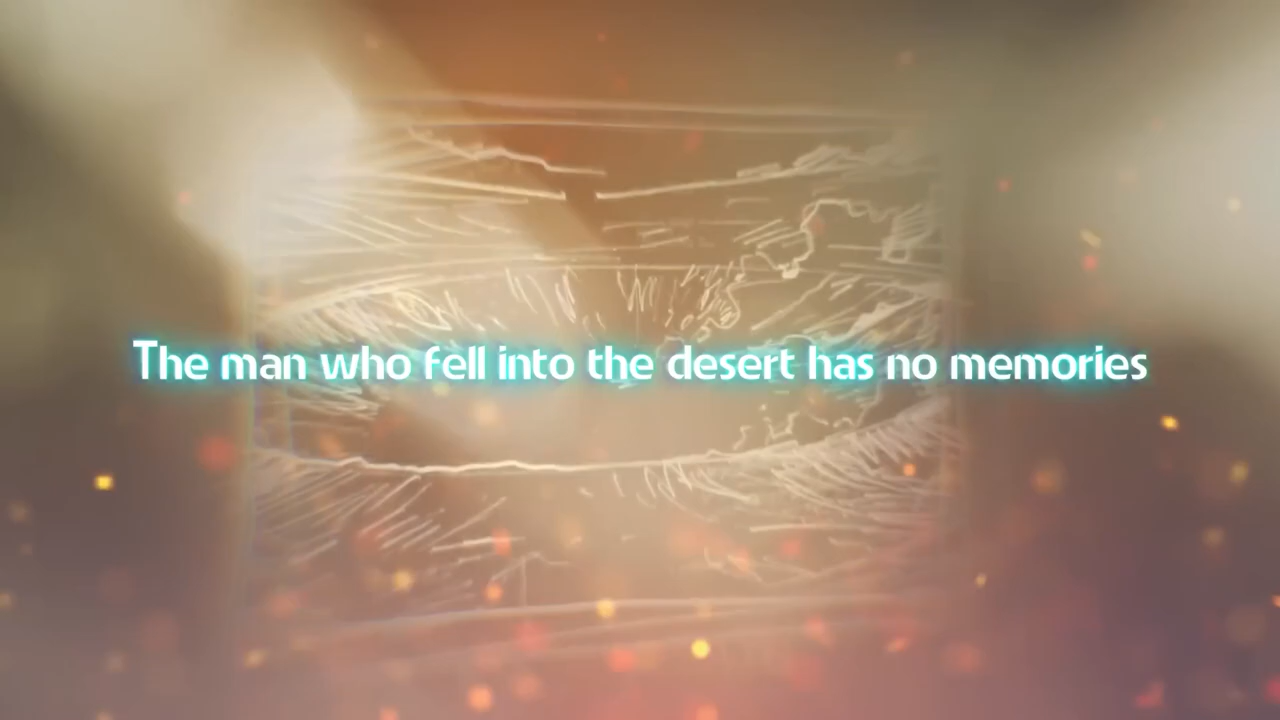 The man who fell into the desert has no memories